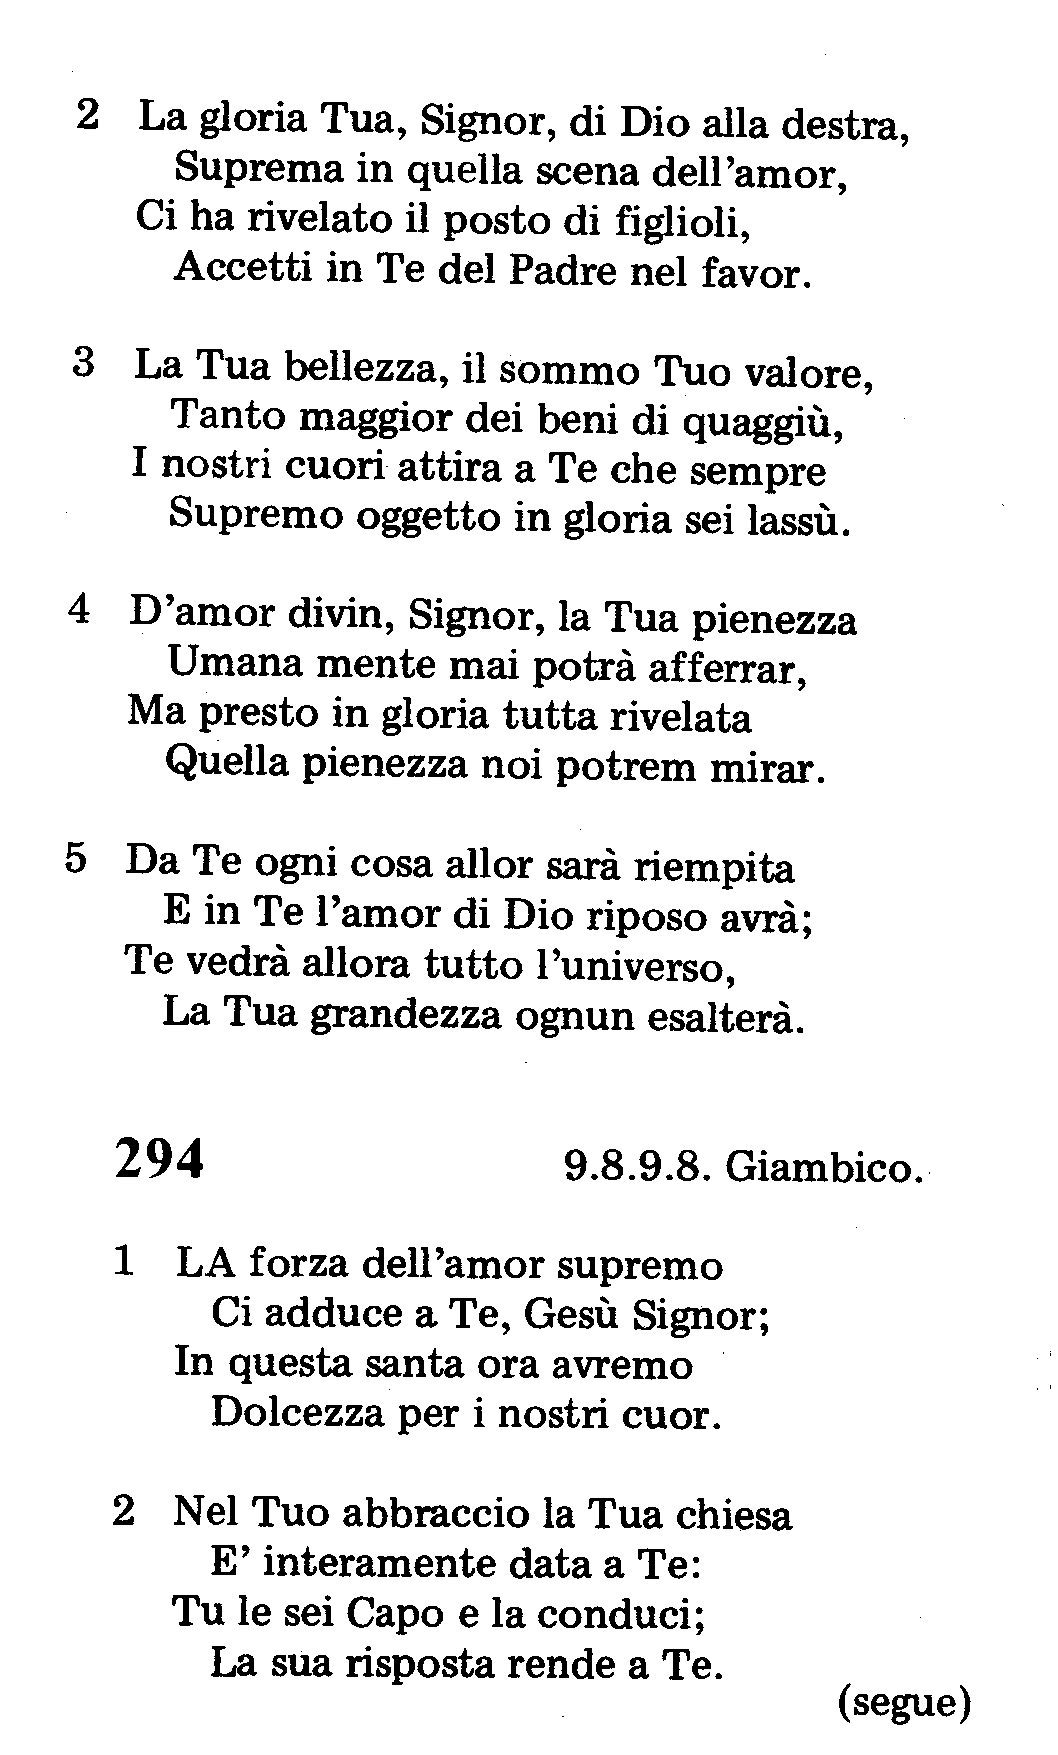 2 La gloria Tua, Signor, di Dio alla destra,
Suprema in quella scena dell'amor,
Ci ha rivelato il posto di figlioli,
Accetti in Te del Padre nel favor.
3 La Tua bellezza, il sommo Tuo valore,
Tanto maggior dei beni di quaggiù,
I nostri cuori attira a Te che sempre
Supremo oggetto in gloria sei lassù.
4 D'amor divin, Signor, la Tua pienezza
Umana mente mai potrà afferrar,
Ma presto in gloria tutta rivelata
Quella pienezza noi potrem mirar.
5 Da Te ogni cosa allor sarà riempita
E in Te l'amor di Dio riposo avrà;
Te vedrà allora tutto l'universo,
La Tua grandezza ognun esalterà.
294 9.8.9.8. Giambico.
1 LA forza dell'amor supremo
Ci adduce a Te, Gesù Signor;
In questa santa ora avremo
Dolcezza per i nostri cuor.
2 Nel Tuo abbraccio la Tua chiesa
E' interamente data a Te:
Tu le sei Capo e la conduci;
La sua risposta rende a Te.
(segue)